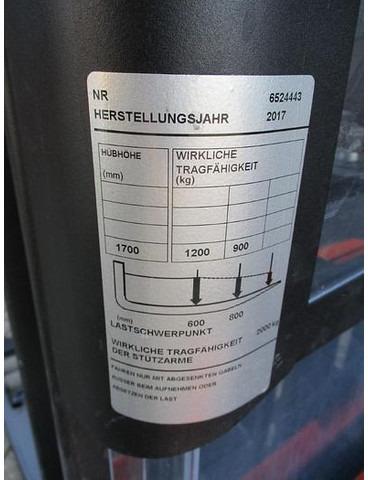 NR 6524443
HERSTELLUNGSJAHR 2017
HUBHÖHE
(mm)
WIRKLICHE
TRAGFÄHIGKEIT
(kg)
1700 1200 900
(mm) 600 800
LASTSCHWERPUNKT
WIRKLICHE TRAGFÄHIGKEIT 2000 kg
DER STÜTZARME
FAHREN NUR MIT ABGESENKTEN GABELN
AUSSER BEIM AUFNEHMEN ODER
ABSETZEN DER LAST